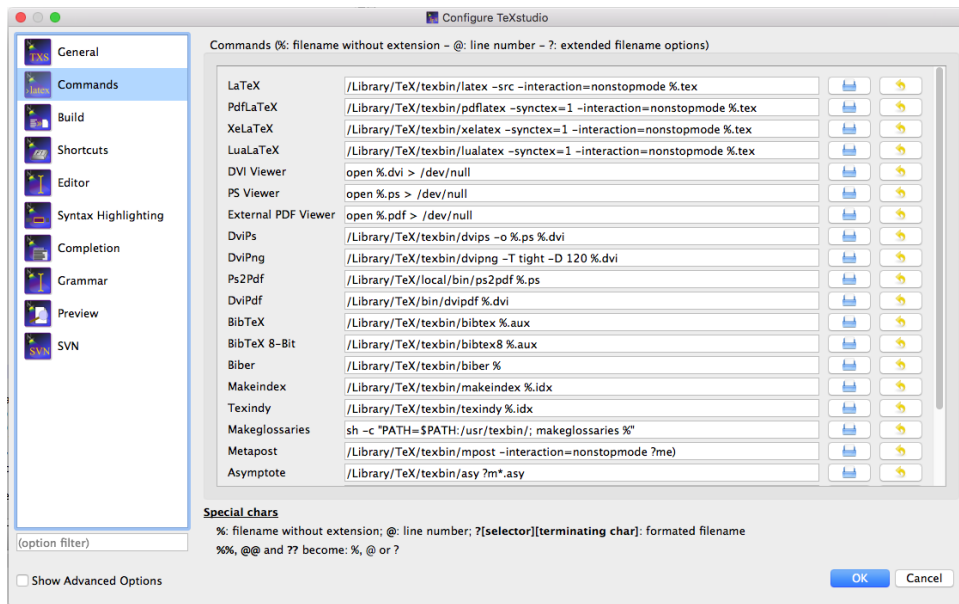 Configure TeXstudio
General
Commands
Build
Shortcuts
Editor
Syntax Highlighting
Completion
Grammar
Preview
SVN
(option filter)
Show Advanced Options
Commands (%: filename without extension – @: line number – ?: extended filename options)
LaTeX /Library/TeX/texbin/latex -src -interaction=nonstopmode %.tex
PdfLaTeX /Library/TeX/texbin/pdflatex -synctex=1 -interaction=nonstopmode %.tex
XeLaTeX /Library/TeX/texbin/xelatex -synctex=1 -interaction=nonstopmode %.tex
LuaLaTeX /Library/TeX/texbin/lualatex -synctex=1 -interaction=nonstopmode %.tex
DVI Viewer open %.dvi > /dev/null
PS Viewer open %.ps > /dev/null
External PDF Viewer open %.pdf > /dev/null
DviPs /Library/TeX/texbin/dvips -o %.ps %.dvi
DviPng /Library/TeX/texbin/dvipng -T tight -D 120 %.dvi
Ps2Pdf /Library/TeX/local/bin/ps2pdf %.ps
DviPdf /Library/TeX/bin/dvipdf %.dvi
BibTeX /Library/TeX/texbin/bibtex %.aux
BibTeX 8-Bit /Library/TeX/texbin/bibtex8 %.aux
Biber /Library/TeX/texbin/biber %
Makeindex /Library/TeX/texbin/makeindex %.idx
Texindy /Library/TeX/texbin/texindy %.idx
Makeglossaries sh -c "PATH=$PATH:/usr/texbin/; makeglossaries %"
Metapost /Library/TeX/texbin/mpost -interaction=nonstopmode ?me)
Asymptote /Library/TeX/texbin/asy ?m*.asy
Special chars
%: filename without extension; @: line number; ?[selector][terminating char]: formated filename
%%, @@ and ?? become: %, @ or ?
OK Cancel